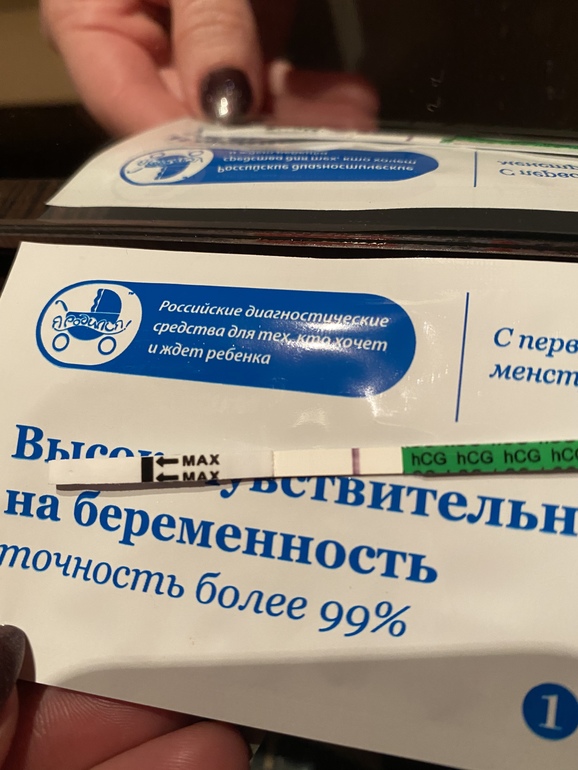 Российские диагностические
средства для тех, кто хочет
и ждет ребенка
Я РОДИЛСЯ!
С перв
менст
MAX
MAX
hCG hCG hCG hCG
на беременность
точность более 99%
1